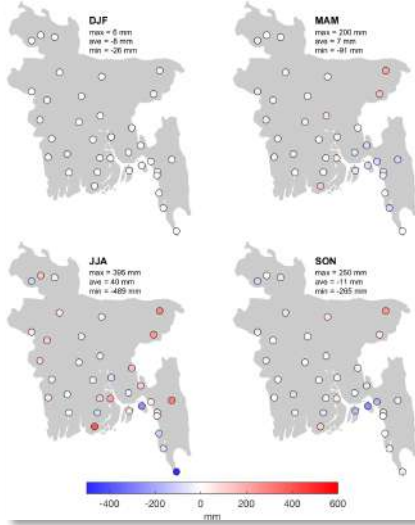 DJF
max = 6 mm
ave = -8 mm
min = -26 mm
MAM
max = 200 mm
ave = 7 mm
min = -91 mm
JJA
max = 395 mm
ave = 40 mm
min = -489 mm
SON
max = 250 mm
ave = -11 mm
min = -265 mm
-400 -200 0 200 400 600
mm